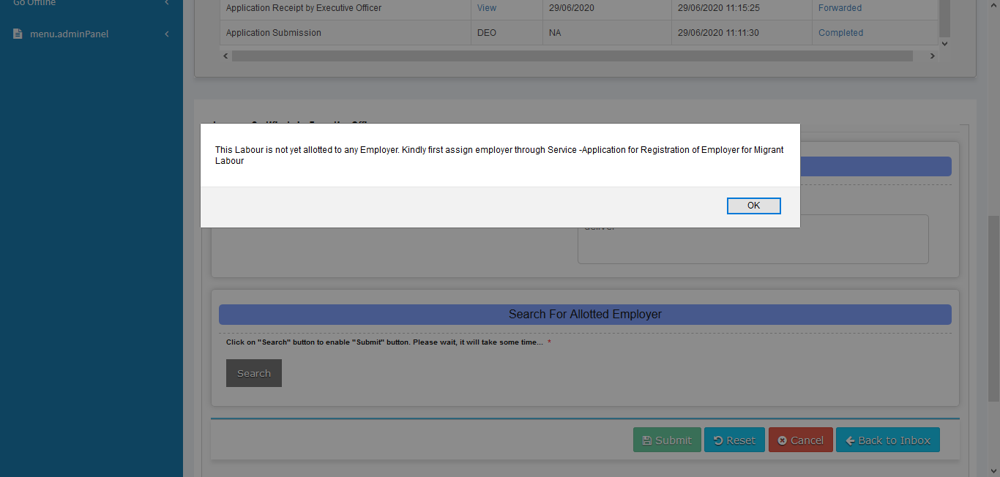 Go Offline
menu.adminPanel
Application Receipt by Executive Officer View 29/06/2020 29/06/2020 11:15:25 Forwarded
Application Submission DEO NA 29/06/2020 11:11:30 Completed
This Labour is not yet allotted to any Employer. Kindly first assign employer through Service -Application for Registration of Employer for Migrant
Labour
OK
deliver
Search For Allotted Employer
Click on "Search" button to enable "Submit" button. Please wait, it will take some time... *
Search
Submit Reset Cancel Back to Inbox